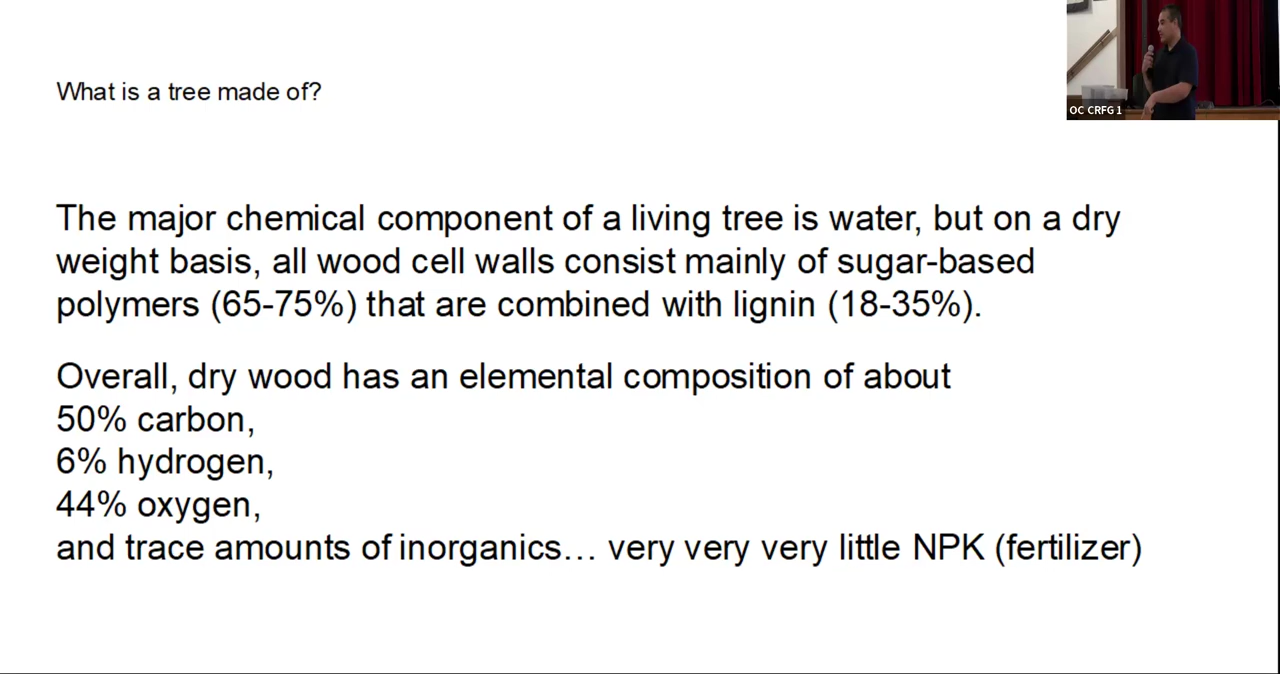 What is a tree made of?
OC CRFG 1
The major chemical component of a living tree is water, but on a dry
weight basis, all wood cell walls consist mainly of sugar-based
polymers (65-75%) that are combined with lignin (18-35%).
Overall, dry wood has an elemental composition of about
50% carbon,
6% hydrogen,
44% oxygen,
and trace amounts of inorganics… very very very little NPK (fertilizer)